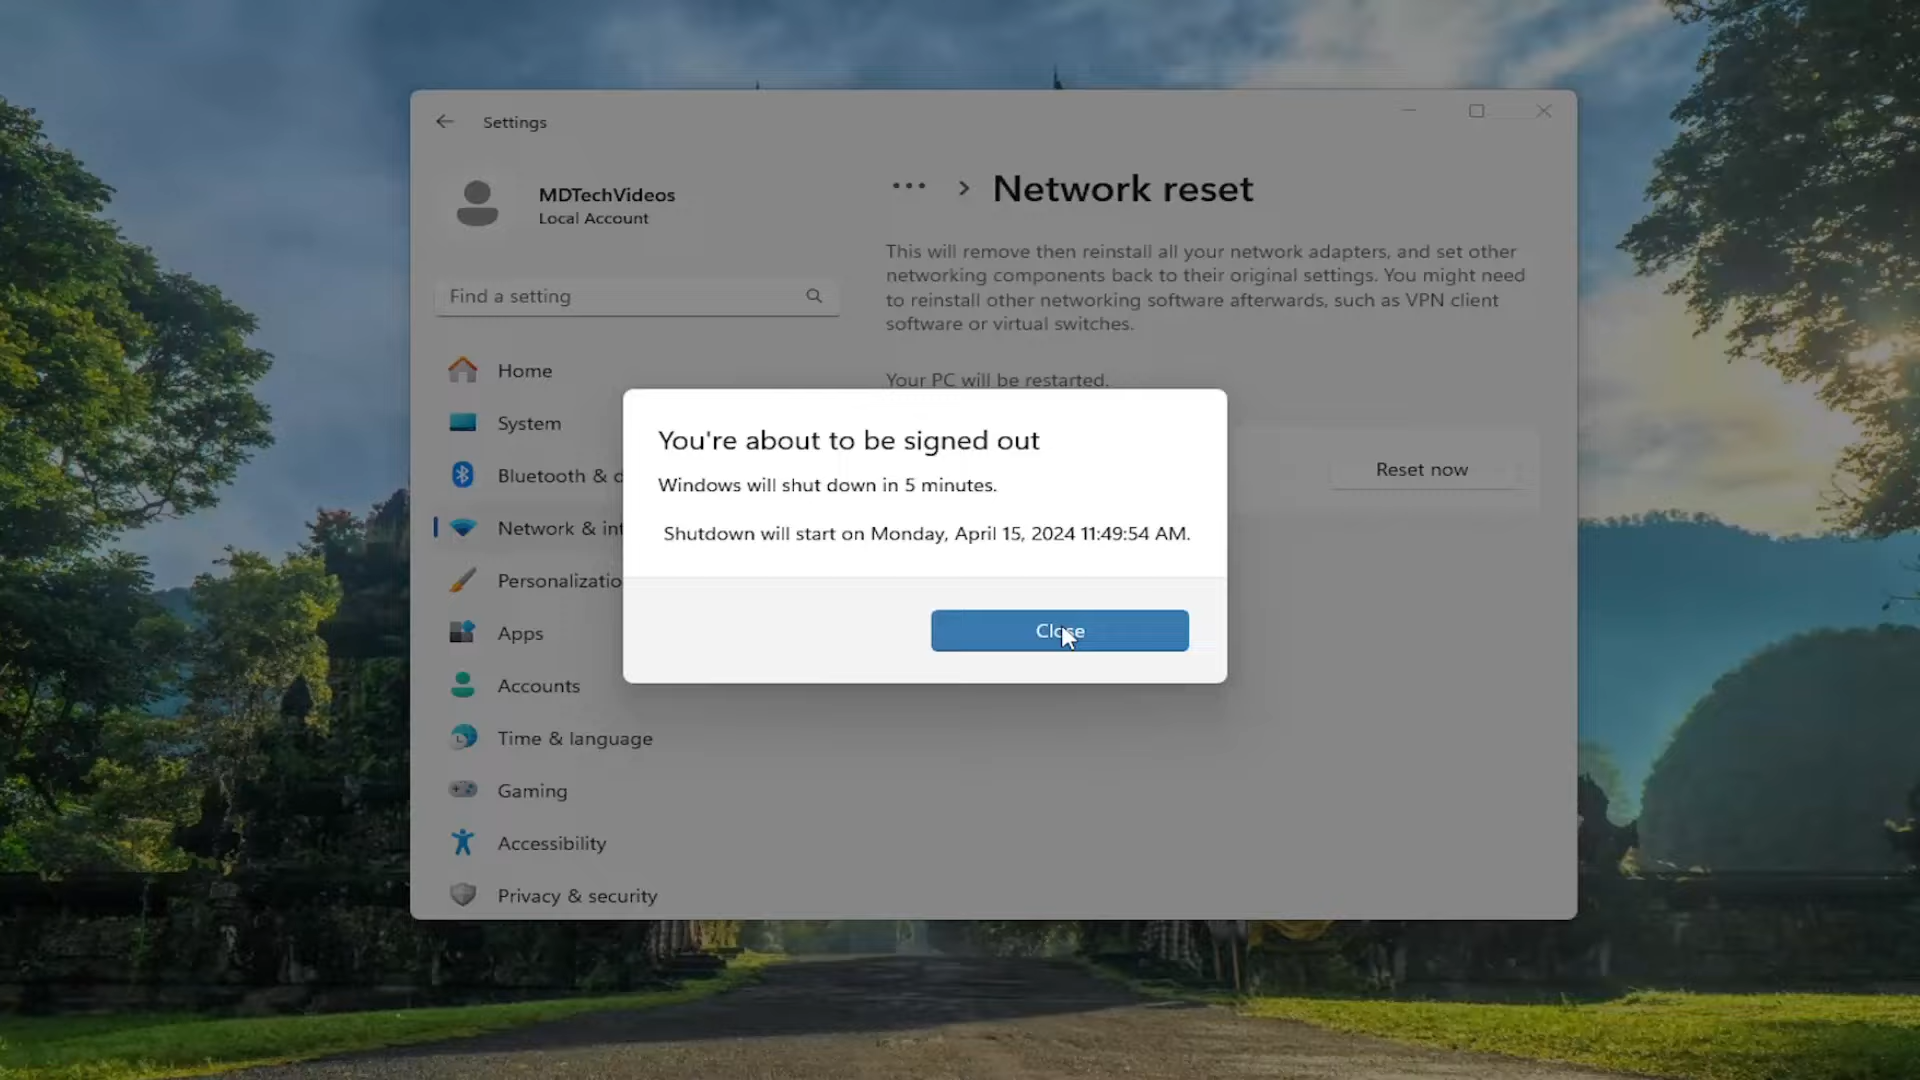 Settings
MDTechVideos
Local Account
Find a setting
Home
System
Bluetooth & d
Network & int
Personalizatio
Apps
Accounts
Time & language
Gaming
Accessibility
Privacy & security
Network reset
This will remove then reinstall all your network adapters, and set other
networking components back to their original settings. You might need
to reinstall other networking software afterwards, such as VPN client
software or virtual switches.
Your PC will be restarted.
Reset now
You're about to be signed out
Windows will shut down in 5 minutes.
Shutdown will start on Monday, April 15, 2024 11:49:54 AM.
Close